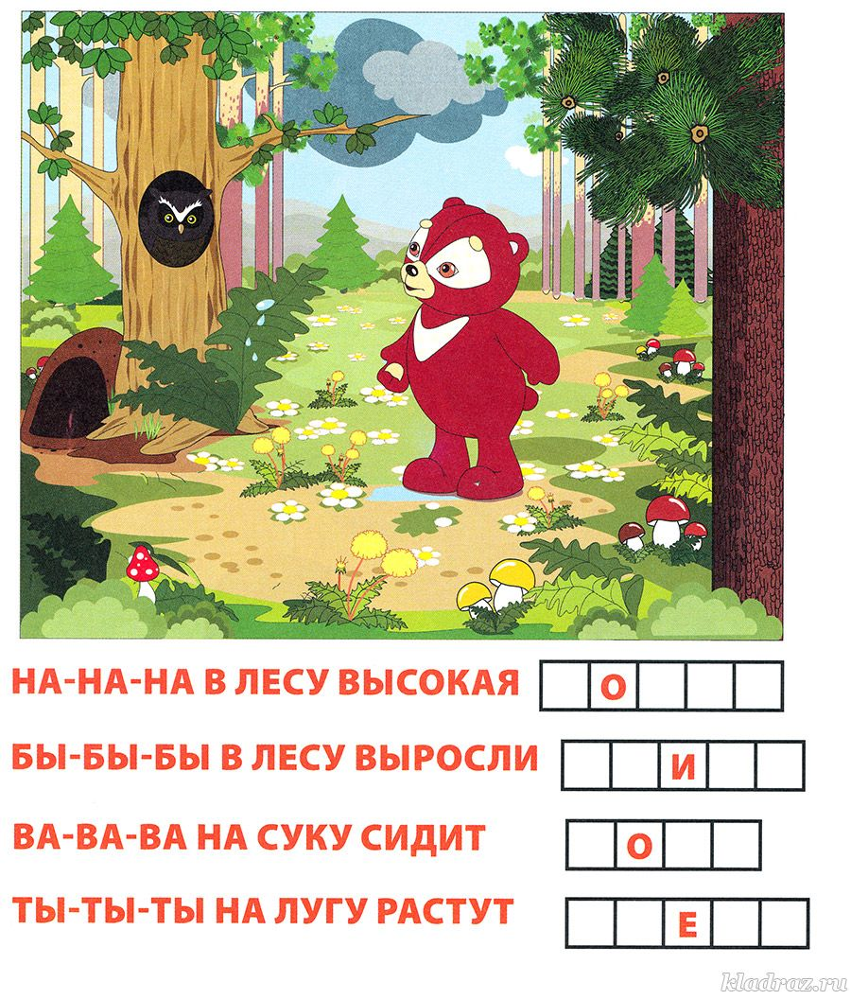 НА-НА-НА В ЛЕСУ ВЫСОКАЯ О
БЫ-БЫ-БЫ В ЛЕСУ ВЫРОСЛИ И
ВА-ВА-ВА НА СУКУ СИДИТ О
ТЫ-ТЫ-ТЫ НА ЛУГУ РАСТУТ Е
kladraz.ru